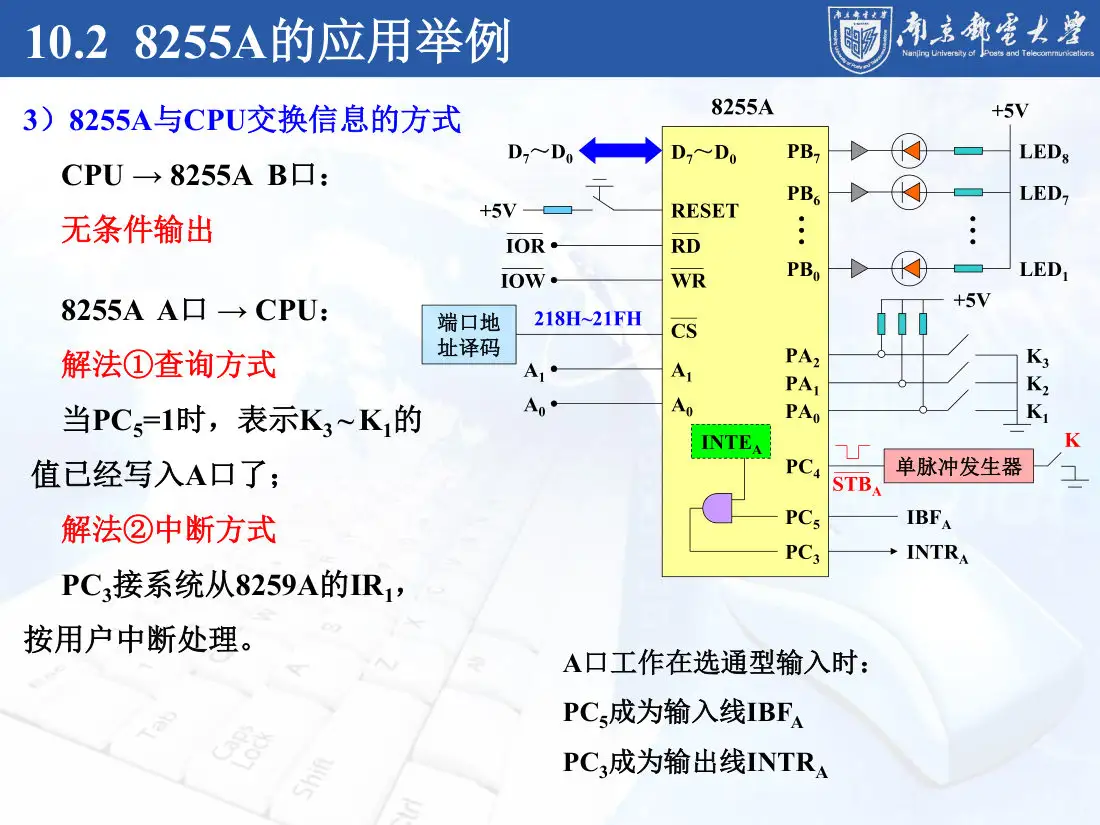 10.2 8255A的应用举例
南京邮电大学
Nanjing University of Posts and Telecommunications
3）8255A与CPU交换信息的方式
CPU → 8255A B口：
无条件输出
8255A A口 → CPU：
解法①查询方式
当PC5=1时，表示K3~K1的
值已经写入A口了；
解法②中断方式
PC3接系统从8259A的IR1，
按用户中断处理。
8255A
+5V
D7～D0
D7～D0
PB7
LED8
PB6
LED7
+5V
RESET
IOR
RD
PB0
LED1
IOW
WR
+5V
端口地
址译码
218H~21FH
CS
PA2
K3
A1
A1
PA1
K2
A0
A0
PA0
K1
INTEA
K
PC4
STBA
单脉冲发生器
PC5
IBFA
PC3
INTRA
A口工作在选通型输入时：
PC5成为输入线IBFA
PC3成为输出线INTRA
Tab
Caps
Lock
Shift
Ctrl